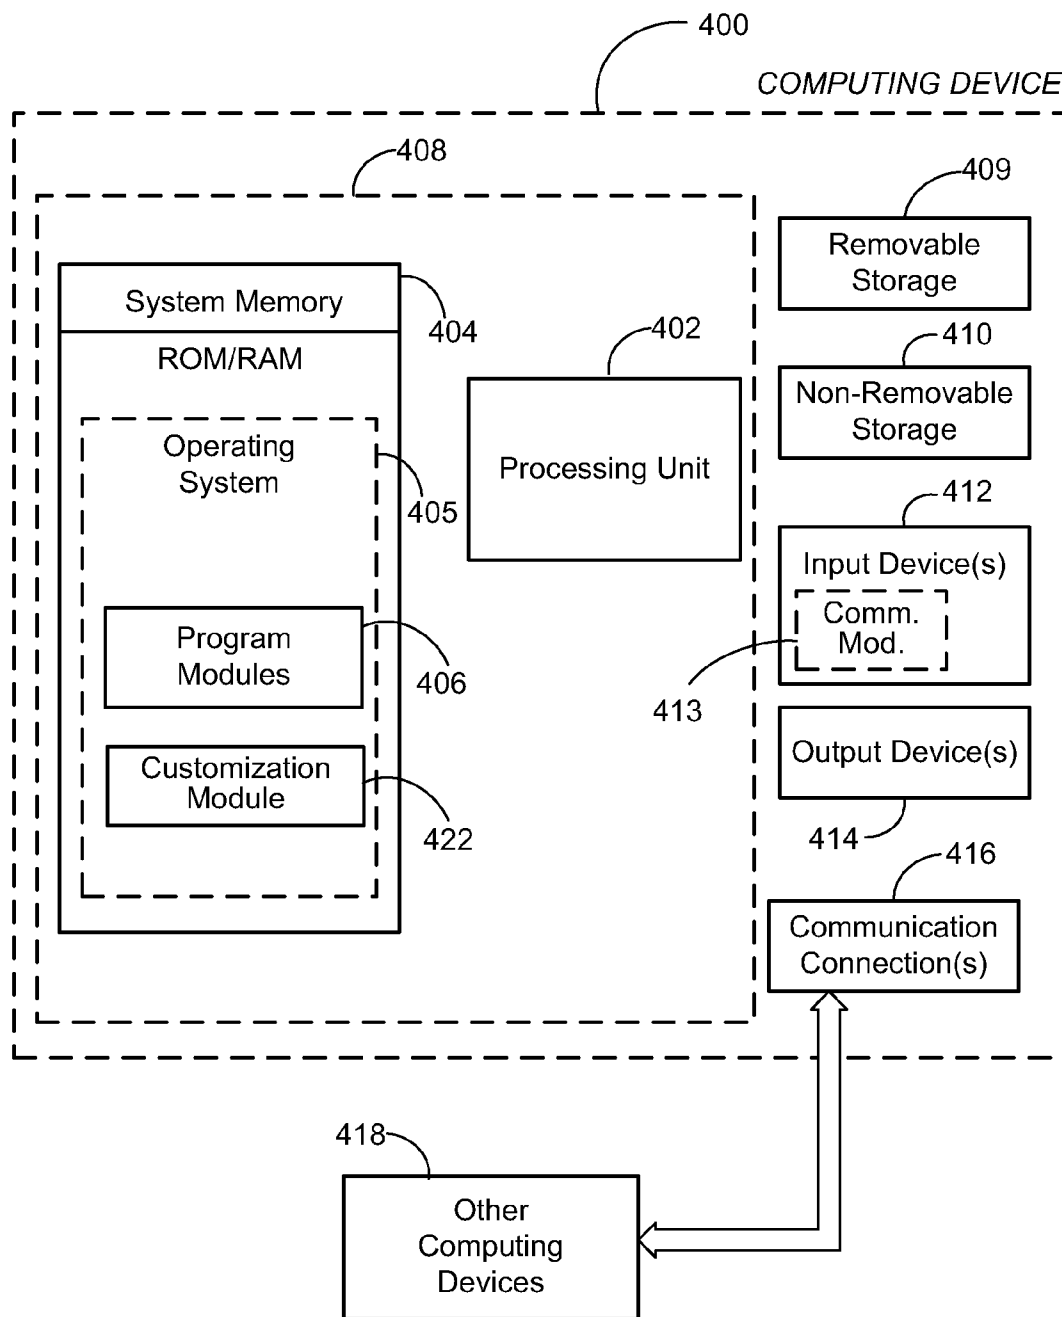 400
COMPUTING DEVICE
408
409
Removable
Storage
System Memory
404
ROM/RAM
402
410
Non-Removable
Storage
Operating
System
405
Processing Unit
412
Input Device(s)
Comm.
Mod.
413
Program
Modules
406
Output Device(s)
414
Customization
Module
422
416
Communication
Connection(s)
418
Other
Computing
Devices